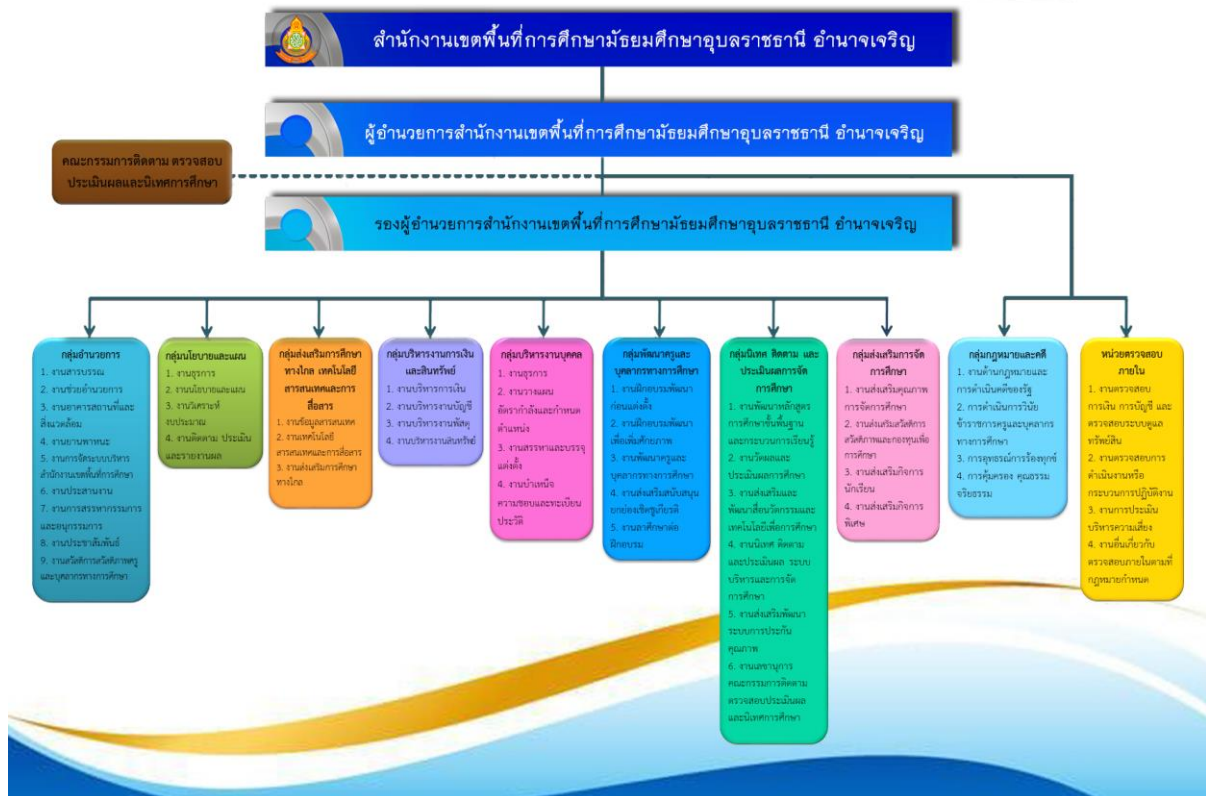 สำนักงานเขตพื้นที่การศึกษามัธยมศึกษาอุบลราชธานี อำนาจเจริญ
ผู้อำนวยการสำนักงานเขตพื้นที่การศึกษามัธยมศึกษาอุบลราชธานี อำนาจเจริญ
คณะกรรมการติดตาม ตรวจสอบ
ประเมินผลและนิเทศการศึกษา
รองผู้อำนวยการสำนักงานเขตพื้นที่การศึกษามัธยมศึกษาอุบลราชธานี อำนาจเจริญ
กลุ่มอำนวยการ
1. งานสารบรรณ
2. งานช่วยอำนวยการ
3. งานอาคารสถานที่และ
สิ่งแวดล้อม
4. งานยานพาหนะ
5. งานการจัดระบบบริหาร
สำนักงานเขตพื้นที่การศึกษา
6. งานประสานงาน
7. งานการสรรหากรรมการ
และอนุกรรมการ
8. งานประชาสัมพันธ์
9. งานสวัสดิการสวัสดิภาพครู
และบุคลากรทางการศึกษา
กลุ่มนโยบายและแผน
1. งานธุรการ
2. งานนโยบายและแผน
3. งานวิเคราะห์
งบประมาณ
4. งานติดตาม ประเมิน
และรายงานผล
กลุ่มส่งเสริมการศึกษา
ทางไกล เทคโนโลยี
สารสนเทศและการ
สื่อสาร
1. งานข้อมูลสารสนเทศ
2. งานเทคโนโลยี
สารสนเทศและการสื่อสาร
3. งานส่งเสริมการศึกษา
ทางไกล
กลุ่มบริหารงานการเงิน
และสินทรัพย์
1. งานบริหารการเงิน
2. งานบริหารงานบัญชี
3. งานบริหารงานพัสดุ
4. งานบริหารงานสินทรัพย์
กลุ่มบริหารงานบุคคล
1. งานธุรการ
2. งานวางแผน
อัตรากำลังและกำหนด
ตำแหน่ง
3. งานสรรหาและบรรจุ
แต่งตั้ง
4. งานบำเหน็จ
ความชอบและทะเบียน
ประวัติ
กลุ่มพัฒนาครูและ
บุคลากรทางการศึกษา
1. งานฝึกอบรมพัฒนา
ก่อนแต่งตั้ง
2. งานฝึกอบรมพัฒนา
เพื่อเพิ่มศักยภาพ
3. งานพัฒนาครูและ
บุคลากรทางการศึกษา
4. งานส่งเสริมสนับสนุน
ยกย่องเชิดชูเกียรติ
5. งานลาศึกษาต่อ
ฝึกอบรม
กลุ่มนิเทศ ติดตาม และ
ประเมินผลการจัด
การศึกษา
1. งานพัฒนาหลักสูตร
การศึกษาขั้นพื้นฐาน
และกระบวนการเรียนรู้
2. งานวัดผลและ
ประเมินผลการศึกษา
3. งานส่งเสริมและ
พัฒนาสื่อนวัตกรรมและ
เทคโนโลยีเพื่อการศึกษา
4. งานนิเทศ ติดตาม
และประเมินผล ระบบ
บริหารและการจัด
การศึกษา
5. งานส่งเสริมพัฒนา
ระบบการประกัน
คุณภาพ
6. งานเลขานุการ
คณะกรรมการติดตาม
ตรวจสอบประเมินผล
และนิเทศการศึกษา
กลุ่มส่งเสริมการจัด
การศึกษา
1. งานส่งเสริมคุณภาพ
การจัดการศึกษา
2. งานส่งเสริมสวัสดิการ
สวัสดิภาพและกองทุนเพื่อ
การศึกษา
3. งานส่งเสริมกิจการ
นักเรียน
4. งานส่งเสริมกิจการ
พิเศษ
กลุ่มกฎหมายและคดี
1. งานด้านกฎหมายและ
การดำเนินคดีของรัฐ
2. การดำเนินการวินัย
ข้าราชการครูและบุคลากร
ทางการศึกษา
3. การอุทธรณ์การร้องทุกข์
4. การคุ้มครอง คุณธรรม
จริยธรรม
หน่วยตรวจสอบ
ภายใน
1. งานตรวจสอบ
การเงิน การบัญชี และ
ตรวจสอบระบบดูแล
ทรัพย์สิน
2. งานตรวจสอบการ
ดำเนินงานหรือ
กระบวนการปฏิบัติงาน
3. งานการประเมิน
บริหารความเสี่ยง
4. งานอื่นเกี่ยวกับ
ตรวจสอบภายในตามที่
กฎหมายกำหนด